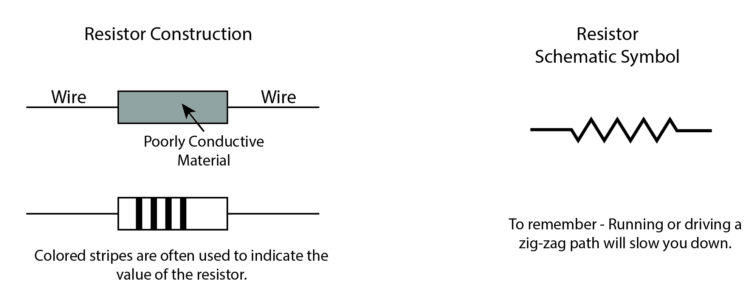 Resistor Construction
Wire
Wire
Poorly Conductive
Material
Colored stripes are often used to indicate the
value of the resistor.
Resistor
Schematic Symbol
To remember - Running or driving a
zig-zag path will slow you down.